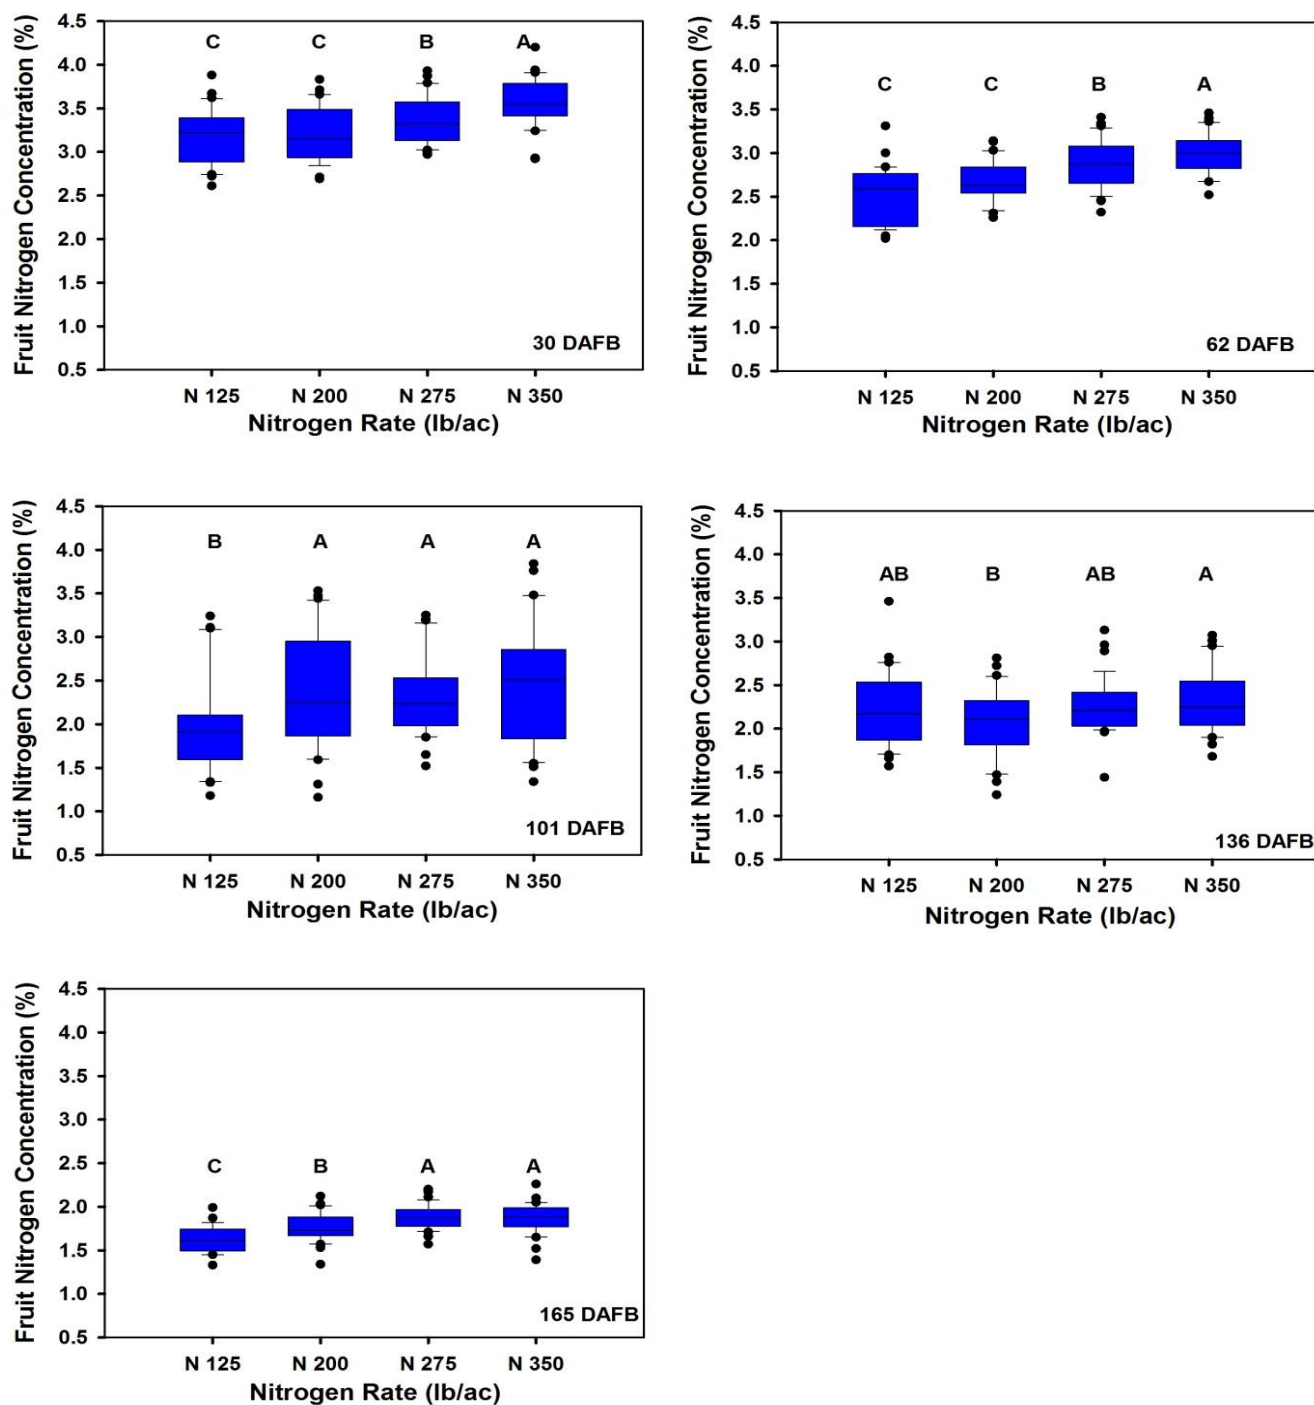 Fruit Nitrogen Concentration (%)
4.5
4.0
3.5
3.0
2.5
2.0
1.5
1.0
0.5
C C B A
30 DAFB
N 125 N 200 N 275 N 350
Nitrogen Rate (lb/ac)
Fruit Nitrogen Concentration (%)
4.5
4.0
3.5
3.0
2.5
2.0
1.5
1.0
0.5
C C B A
62 DAFB
N 125 N 200 N 275 N 350
Nitrogen Rate (lb/ac)
Fruit Nitrogen Concentration (%)
4.5
4.0
3.5
3.0
2.5
2.0
1.5
1.0
0.5
B A A A
101 DAFB
N 125 N 200 N 275 N 350
Nitrogen Rate (lb/ac)
Fruit Nitrogen Concentration (%)
4.5
4.0
3.5
3.0
2.5
2.0
1.5
1.0
0.5
AB B AB A
136 DAFB
N 125 N 200 N 275 N 350
Nitrogen Rate (lb/ac)
Fruit Nitrogen Concentration (%)
4.5
4.0
3.5
3.0
2.5
2.0
1.5
1.0
0.5
C B A A
165 DAFB
N 125 N 200 N 275 N 350
Nitrogen Rate (lb/ac)